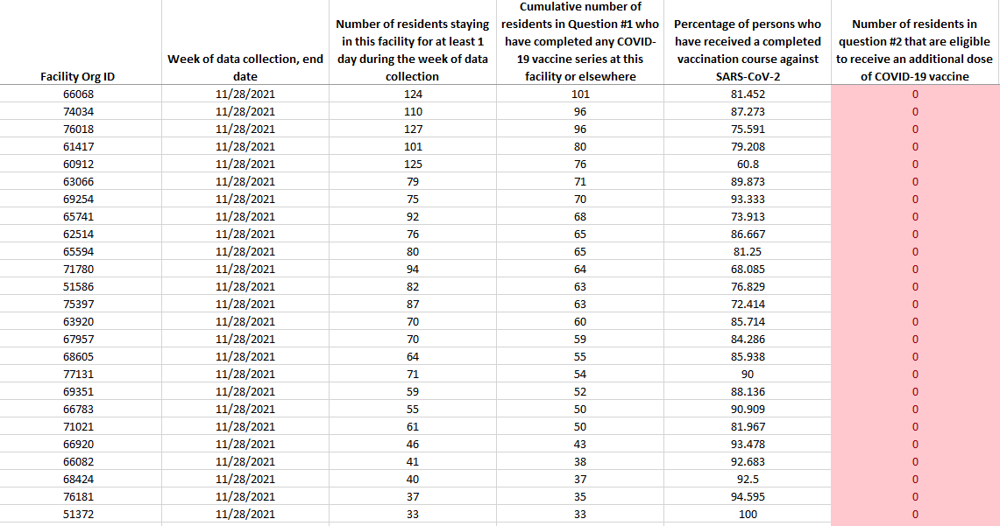 Facility Org ID
Week of data collection, end
date
Number of residents staying
in this facility for at least 1
day during the week of data
collection
Cumulative number of
residents in Question #1 who
have completed any COVID-
19 vaccine series at this
facility or elsewhere
Percentage of persons who
have received a completed
vaccination course against
SARS-CoV-2
Number of residents in
question #2 that are eligible
to receive an additional dose
of COVID-19 vaccine
66068 11/28/2021 124 101 81.452 0
74034 11/28/2021 110 96 87.273 0
76018 11/28/2021 127 96 75.591 0
61417 11/28/2021 101 80 79.208 0
60912 11/28/2021 125 76 60.8 0
63066 11/28/2021 79 71 89.873 0
69254 11/28/2021 75 70 93.333 0
65741 11/28/2021 92 68 73.913 0
62514 11/28/2021 76 65 86.667 0
65594 11/28/2021 80 65 81.25 0
71780 11/28/2021 94 64 68.085 0
51586 11/28/2021 82 63 76.829 0
75397 11/28/2021 87 63 72.414 0
63920 11/28/2021 70 60 85.714 0
67957 11/28/2021 70 59 84.286 0
68605 11/28/2021 64 55 85.938 0
77131 11/28/2021 71 54 90 0
69351 11/28/2021 59 52 88.136 0
66783 11/28/2021 55 50 90.909 0
71021 11/28/2021 61 50 81.967 0
66920 11/28/2021 46 43 93.478 0
66082 11/28/2021 41 38 92.683 0
68424 11/28/2021 40 37 92.5 0
76181 11/28/2021 37 35 94.595 0
51372 11/28/2021 33 33 100 0